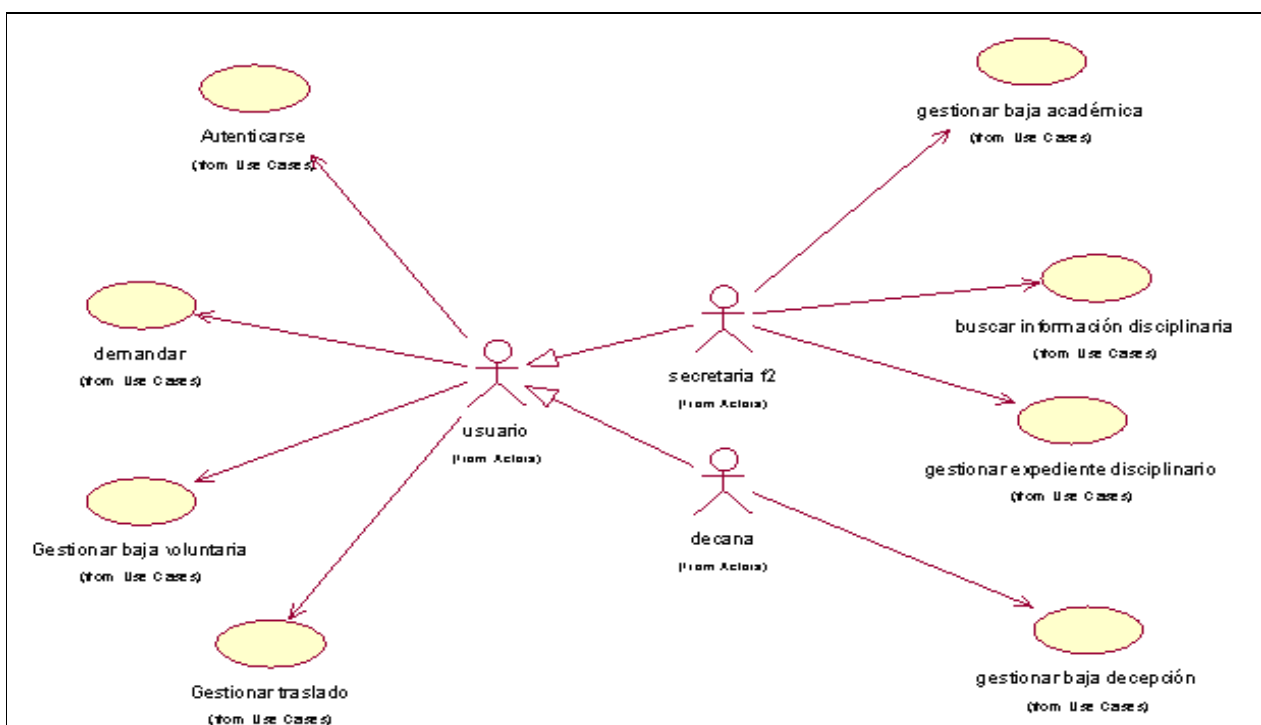 Autenticarse
(from Use Cases)
gestionar baja académica
(from Use Cases)
demandar
(from Use Cases)
buscar información disciplinaria
(from Use Cases)
secretaria f2
(from Actors)
usuario
(from Actors)
gestionar expediente disciplinario
(from Use Cases)
Gestionar baja voluntaria
(from Use Cases)
decana
(from Actors)
Gestionar traslado
(from Use Cases)
gestionar baja decepción
(from Use Cases)